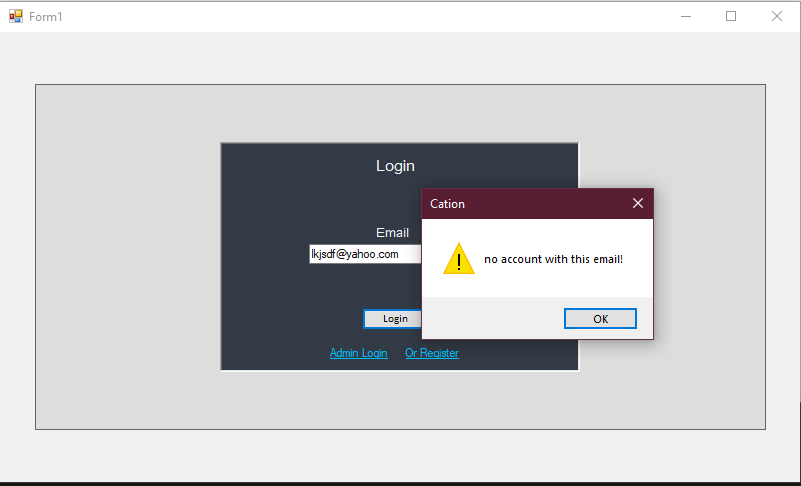 Form1
Login
Cation
Email
lkjsdf@yahoo.com
no account with this email!
Login
OK
Admin Login
Or Register